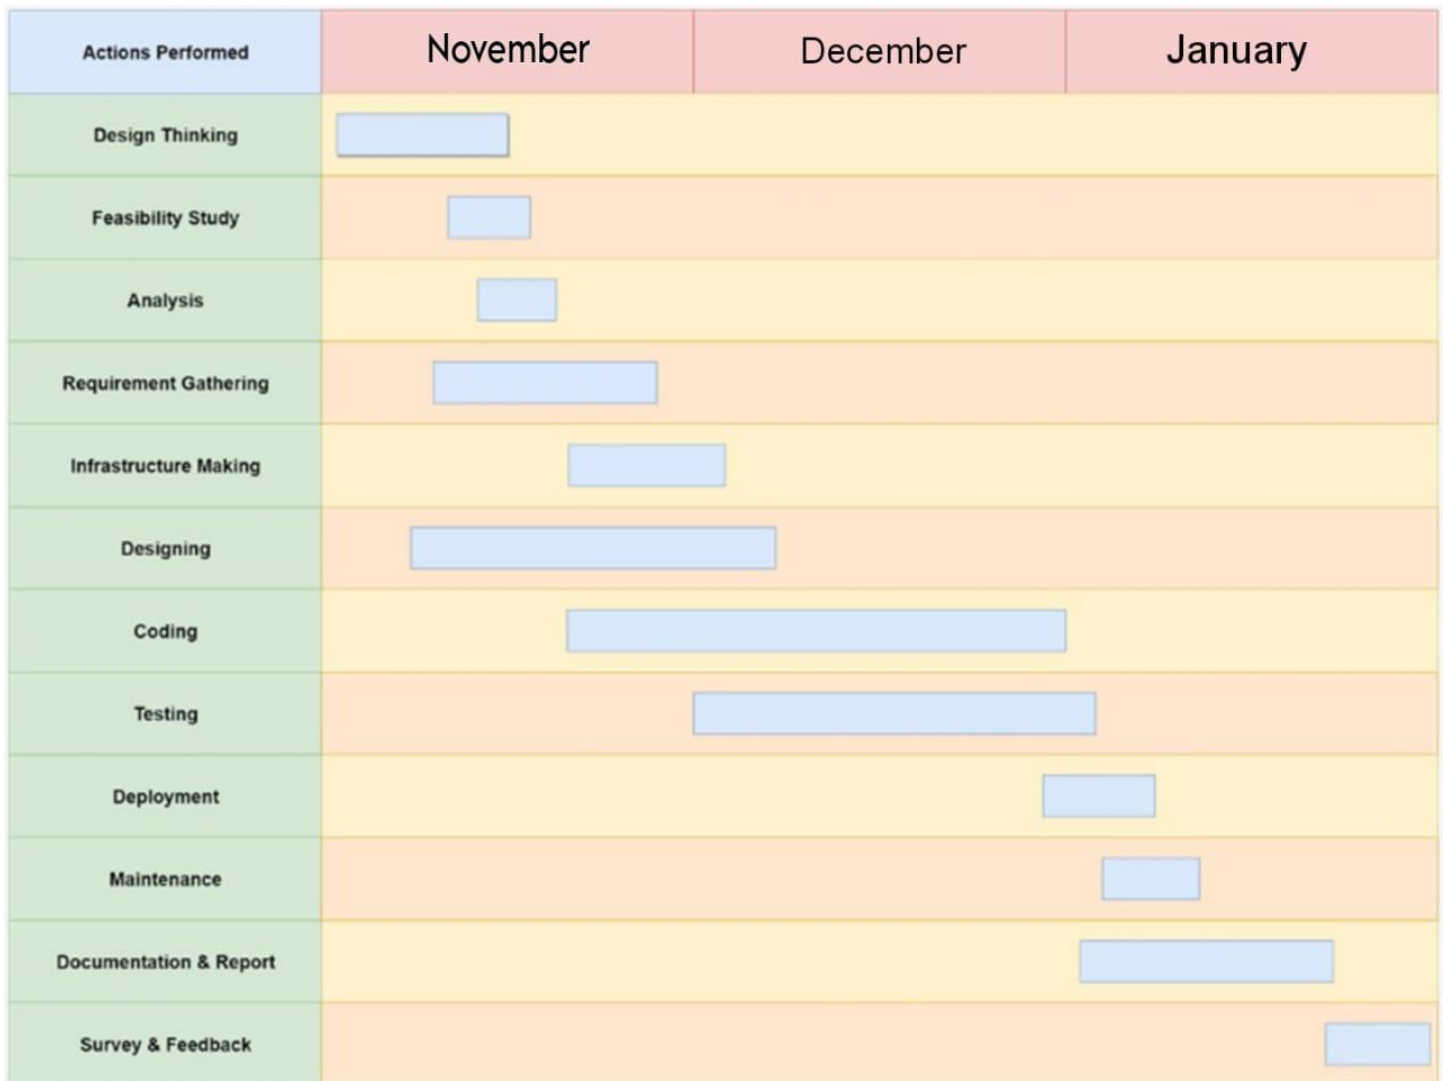 Actions Performed November December January
Design Thinking
Feasibility Study
Analysis
Requirement Gathering
Infrastructure Making
Designing
Coding
Testing
Deployment
Maintenance
Documentation & Report
Survey & Feedback